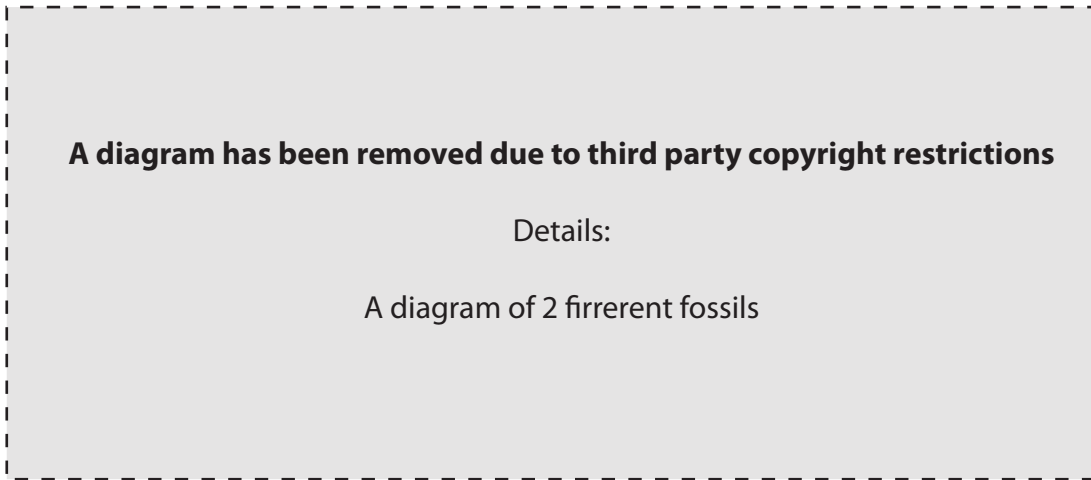 A diagram has been removed due to third party copyright restrictions
Details:
A diagram of 2 firrerent fossils